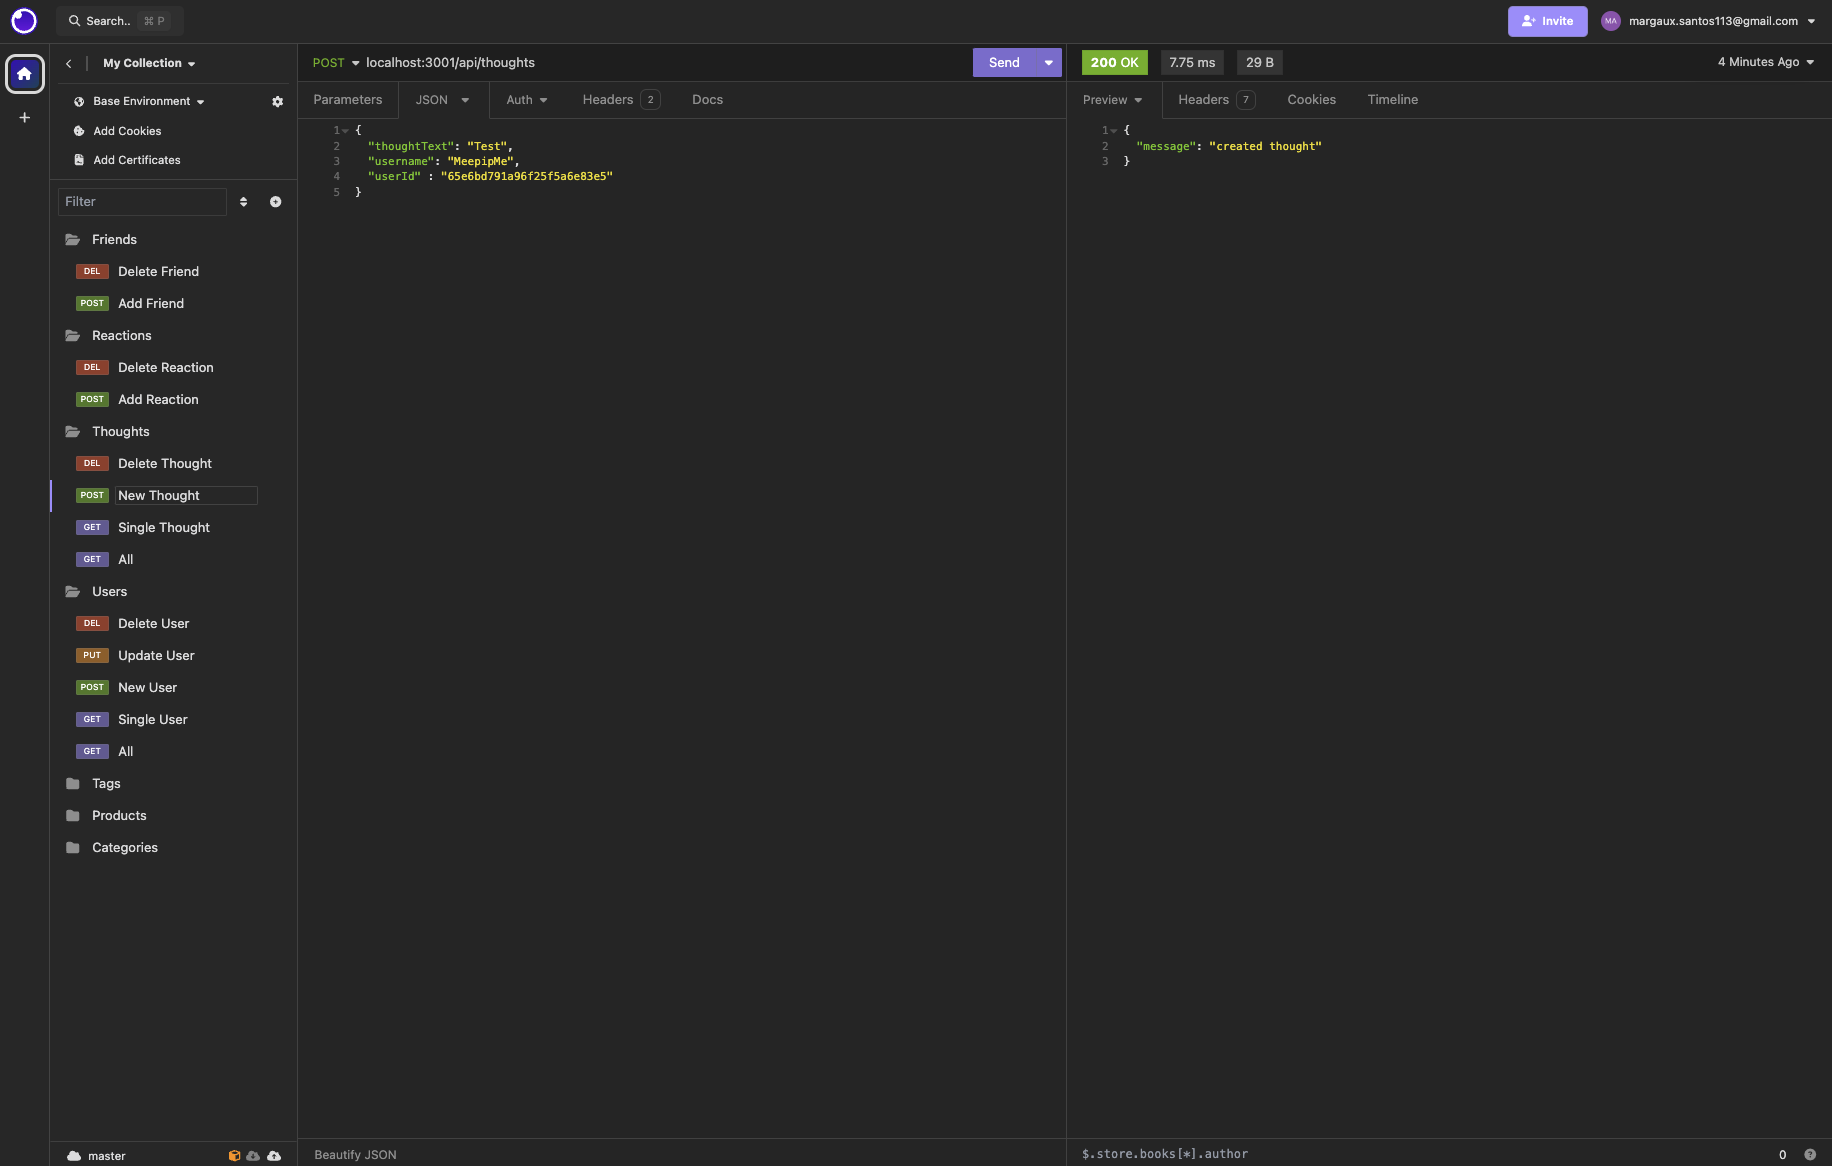 Search.. ⌘ P
Invite
MA margaux.santos113@gmail.com
My Collection
Base Environment
Add Cookies
Add Certificates
Filter
Friends
DEL Delete Friend
POST Add Friend
Reactions
DEL Delete Reaction
POST Add Reaction
Thoughts
DEL Delete Thought
POST New Thought
GET Single Thought
GET All
Users
DEL Delete User
PUT Update User
POST New User
GET Single User
GET All
Tags
Products
Categories
master
POST localhost:3001/api/thoughts
Send
Parameters JSON Auth Headers 2 Docs
1 {
2 "thoughtText": "Test",
3 "username": "MeepipMe",
4 "userId" : "65e6bd791a96f25f5a6e83e5"
5 }
Beautify JSON
200 OK 7.75 ms 29 B 4 Minutes Ago
Preview Headers 7 Cookies Timeline
1 {
2 "message": "created thought"
3 }
$.store.books[*].author 0 ?